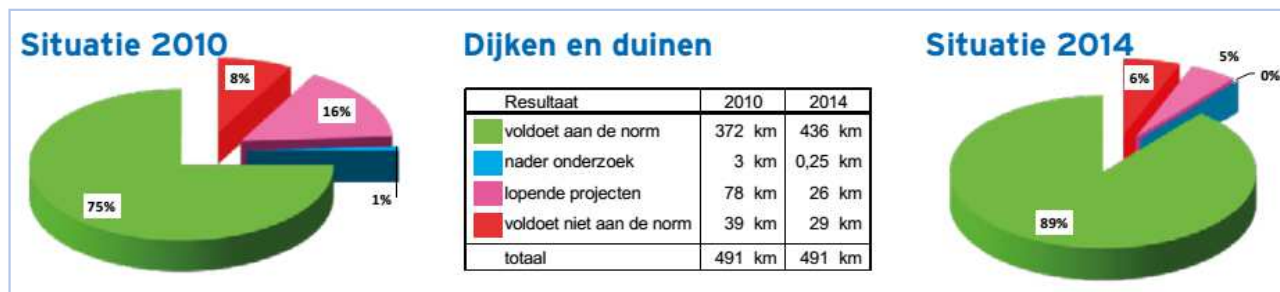 Situatie 2010
8%
16%
1%
75%
Dijken en duinen
Resultaat 2010 2014
voldoet aan de norm 372 km 436 km
nader onderzoek 3 km 0,25 km
lopende projecten 78 km 26 km
voldoet niet aan de norm 39 km 29 km
totaal 491 km 491 km
Situatie 2014
6%
5%
0%
89%